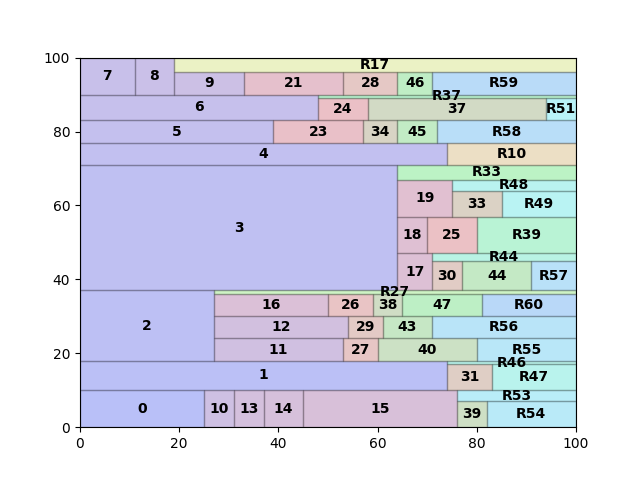 100
R17
7 8 9 21 28 46 R59
R37
6 24 37 R51
80
5 23 34 45 R58
4 R10
R33
R48
60
19 33 R49
3 18 25 R39
R44
40
17 30 44 R57
R27
16 26 38 47 R60
2 12 29 43 R56
11 27 40 R55
20
R46
1 31 R47
R53
0 10 13 14 15 39 R54
0
0 20 40 60 80 100